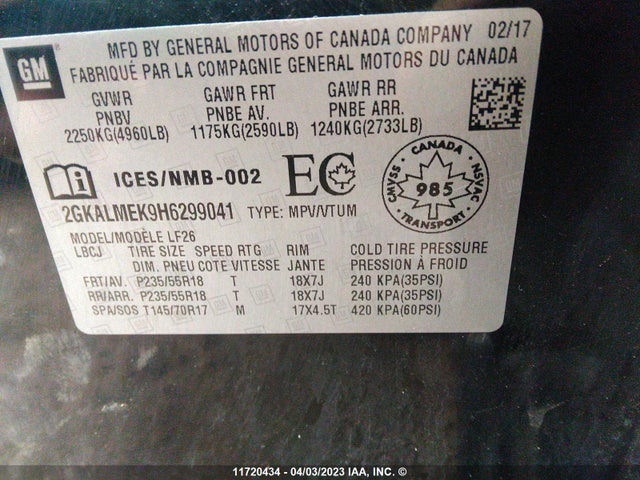 GM
MFD BY GENERAL MOTORS OF CANADA COMPANY 02/17
FABRIQUÉ PAR LA COMPAGNIE GENERAL MOTORS DU CANADA
GVWR GAWR FRT GAWR RR
PNBV PNBE AV. PNBE ARR.
2250KG(4960LB) 1175KG(2590LB) 1240KG(2733LB)
ICES/NMB-002 EC
CANADA
CMVSS 985 NSVAC
TRANSPORT
2GKALMEK9H6299041 TYPE: MPV/VTUM
MODEL/MODÈLE LF26
LBCJ TIRE SIZE SPEED RTG RIM COLD TIRE PRESSURE
DIM. PNEU COTE VITESSE JANTE PRESSION À FROID
FRT/AV. P235/55R18 T 18X7J 240 KPA(35PSI)
RR/ARR. P235/55R18 T 18X7J 240 KPA(35PSI)
SPA/SOS T145/70R17 M 17X4.5T 420 KPA(60PSI)
11720434 - 04/03/2023 IAA, INC. ©